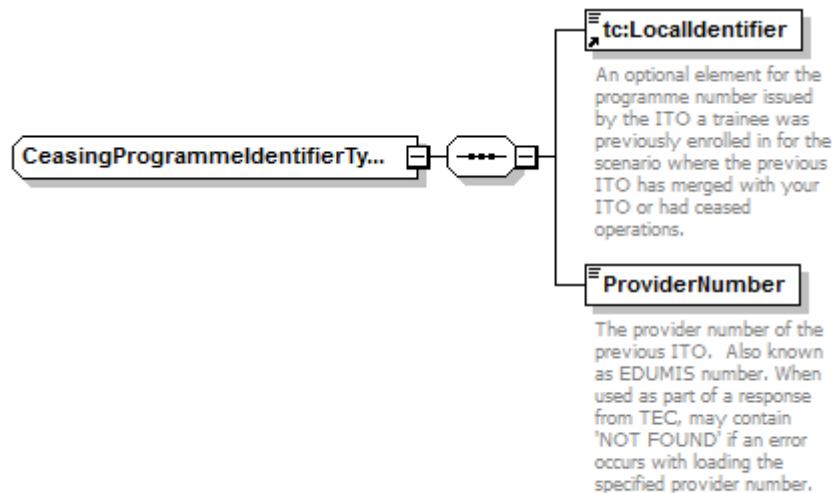 tc:LocalIdentifier
An optional element for the
programme number issued
by the ITO a trainee was
previously enrolled in for the
scenario where the previous
ITO has merged with your
ITO or had ceased
operations.
CeasingProgrammeIdentifierTy...
ProviderNumber
The provider number of the
previous ITO.  Also known
as EDUMIS number. When
used as part of a response
from TEC, may contain
'NOT FOUND' if an error
occurs with loading the
specified provider number.